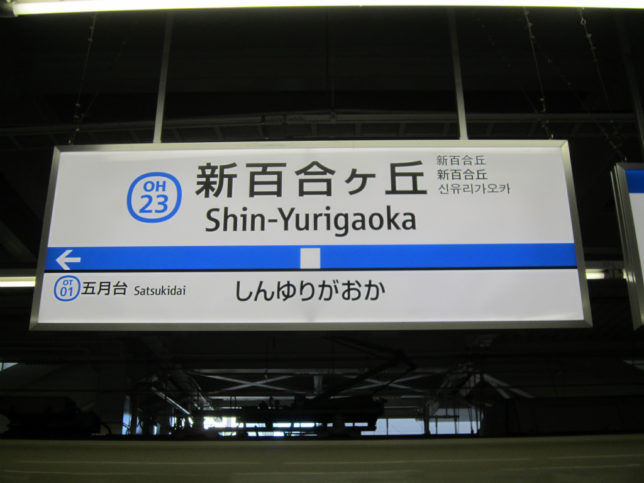 OH
23
新百合ヶ丘
新百合丘
新百合丘
신유리가오카
Shin-Yurigaoka
←
OT
01
五月台 Satsukidai
しんゆりがおか